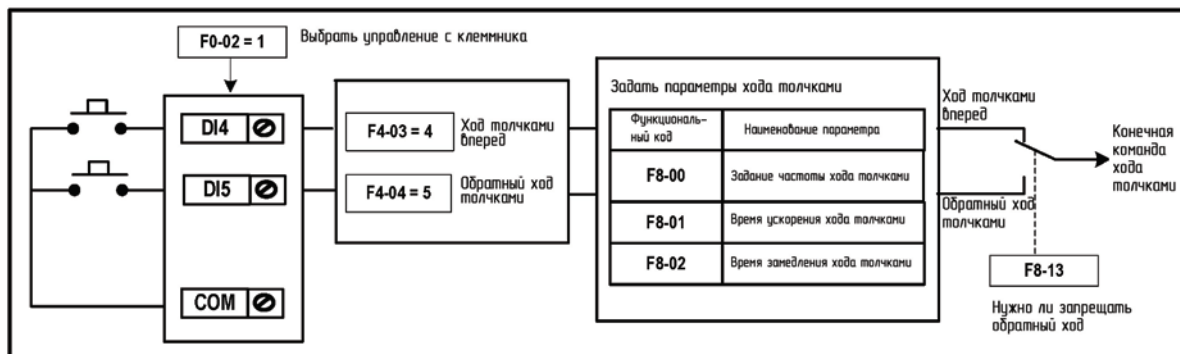 F0-02 = 1
Выбрать управление с клеммника
DI4
DI5
COM
F4-03 = 4
Ход толчками
вперед
F4-04 = 5
Обратный ход
толчками
Задать параметры хода толчками
Функциональ-
ный код
Наименование параметра
F8-00
Задание частоты хода толчками
F8-01
Время ускорения хода толчками
F8-02
Время замедления хода толчками
Ход толчками
вперед
Обратный ход
толчками
Конечная
команда
хода
толчками
F8-13
Нужно ли запрещать
обратный ход